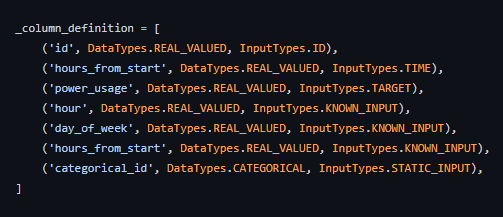 _column_definition = [
('id', DataTypes.REAL_VALUED, InputTypes.ID),
('hours_from_start', DataTypes.REAL_VALUED, InputTypes.TIME),
('power_usage', DataTypes.REAL_VALUED, InputTypes.TARGET),
('hour', DataTypes.REAL_VALUED, InputTypes.KNOWN_INPUT),
('day_of_week', DataTypes.REAL_VALUED, InputTypes.KNOWN_INPUT),
('hours_from_start', DataTypes.REAL_VALUED, InputTypes.KNOWN_INPUT),
('categorical_id', DataTypes.CATEGORICAL, InputTypes.STATIC_INPUT),
]